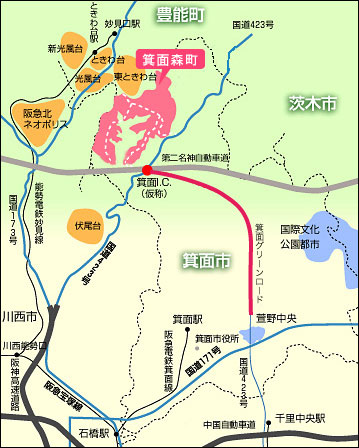 豊能町
ときわ台駅
妙見口駅
国道423号
新光風台
ときわ台
光風台
東ときわ台
箕面森町
阪急北
ネオポリス
茨木市
第二名神自動車道
箕面I.C.
(仮称)
国道173号
能勢電鉄妙見線
伏尾台
国道423号
箕面グリーンロード
国際文化
公園都市
箕面市
川西市
箕面駅
萱野中央
箕面市役所
川西能勢口
阪急電鉄箕面線
国道171号
阪神高速道路
阪急宝塚線
国道423号
石橋駅
中国自動車道
千里中央駅